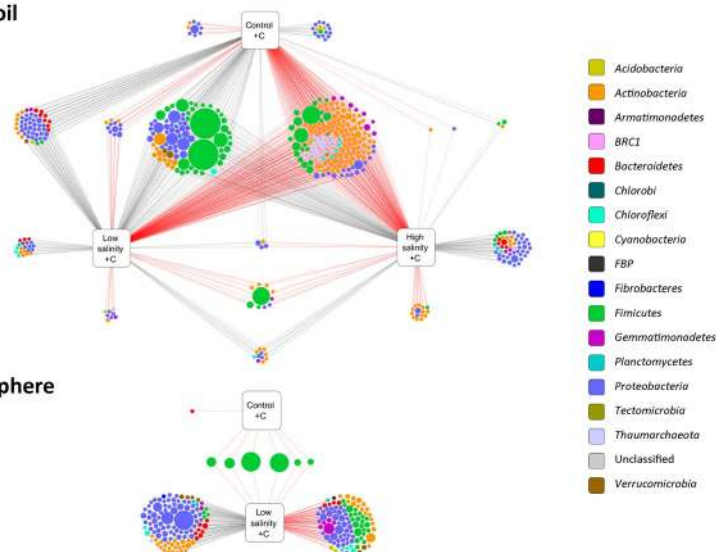 oil
Control
+C
Low
salinity
+C
High
salinity
+C
phere
Control
+C
Low
salinity
+C
Acidobacteria
Actinobacteria
Armatimonadetes
BRC1
Bacteroidetes
Chlorobi
Chloroflexi
Cyanobacteria
FBP
Fibrobacteres
Fimicutes
Gemmatimonadetes
Planctomycetes
Proteobacteria
Tectomicrobia
Thaumarchaeota
Unclassified
Verrucomicrobia